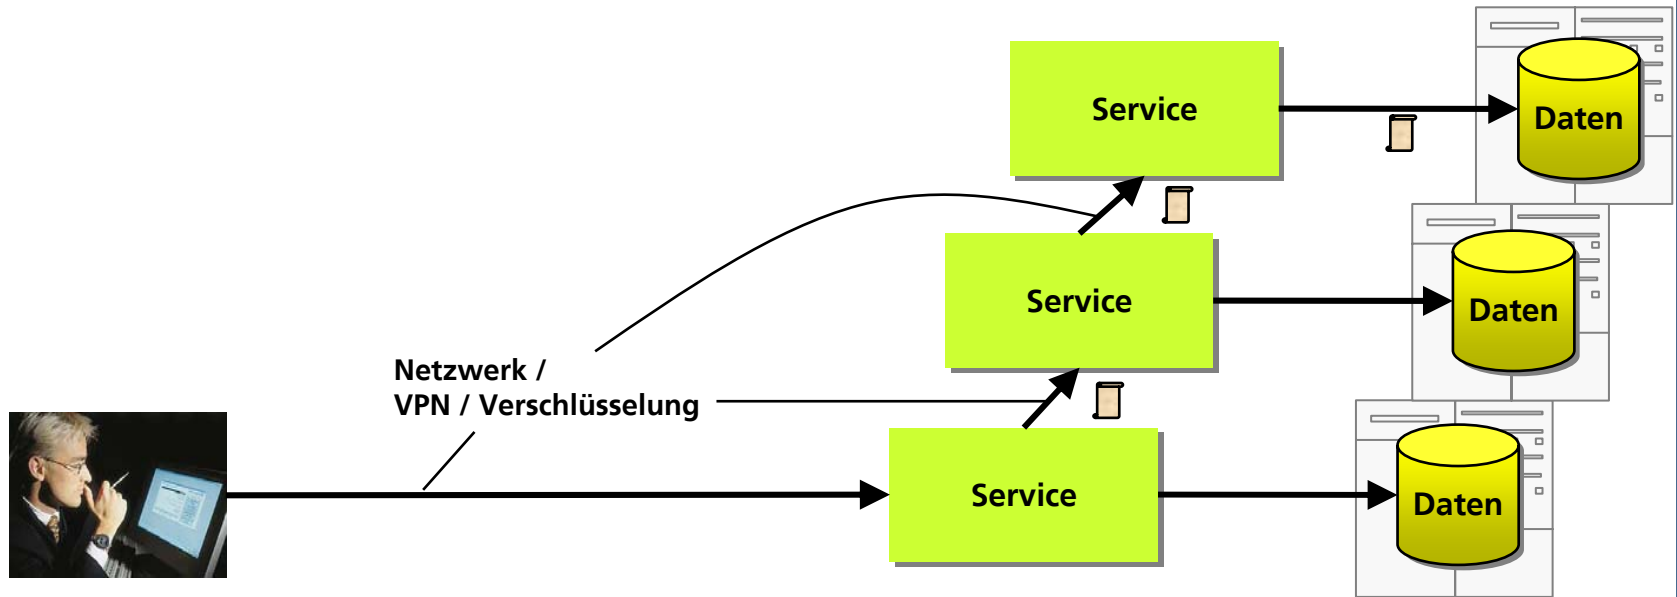 Service
Daten
Service
Daten
Netzwerk /
VPN / Verschlüsselung
Service
Daten